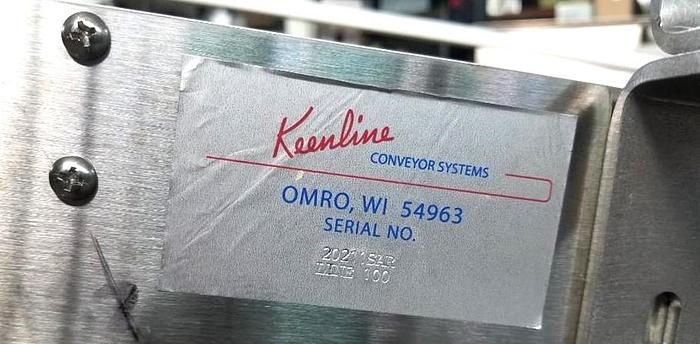 Keenline
CONVEYOR SYSTEMS
OMRO, WI 54963
SERIAL NO.
LINE 100